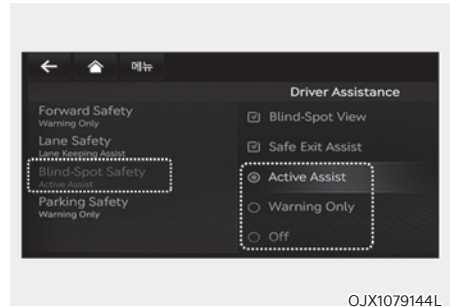 메뉴
Driver Assistance
Forward Safety
Warning Only
Lane Safety
Lane Keeping Assist
Blind-Spot Safety
Active Assist
Parking Safety
Warning Only
Blind-Spot View
Safe Exit Assist
Active Assist
Warning Only
Off
OJX1079144L